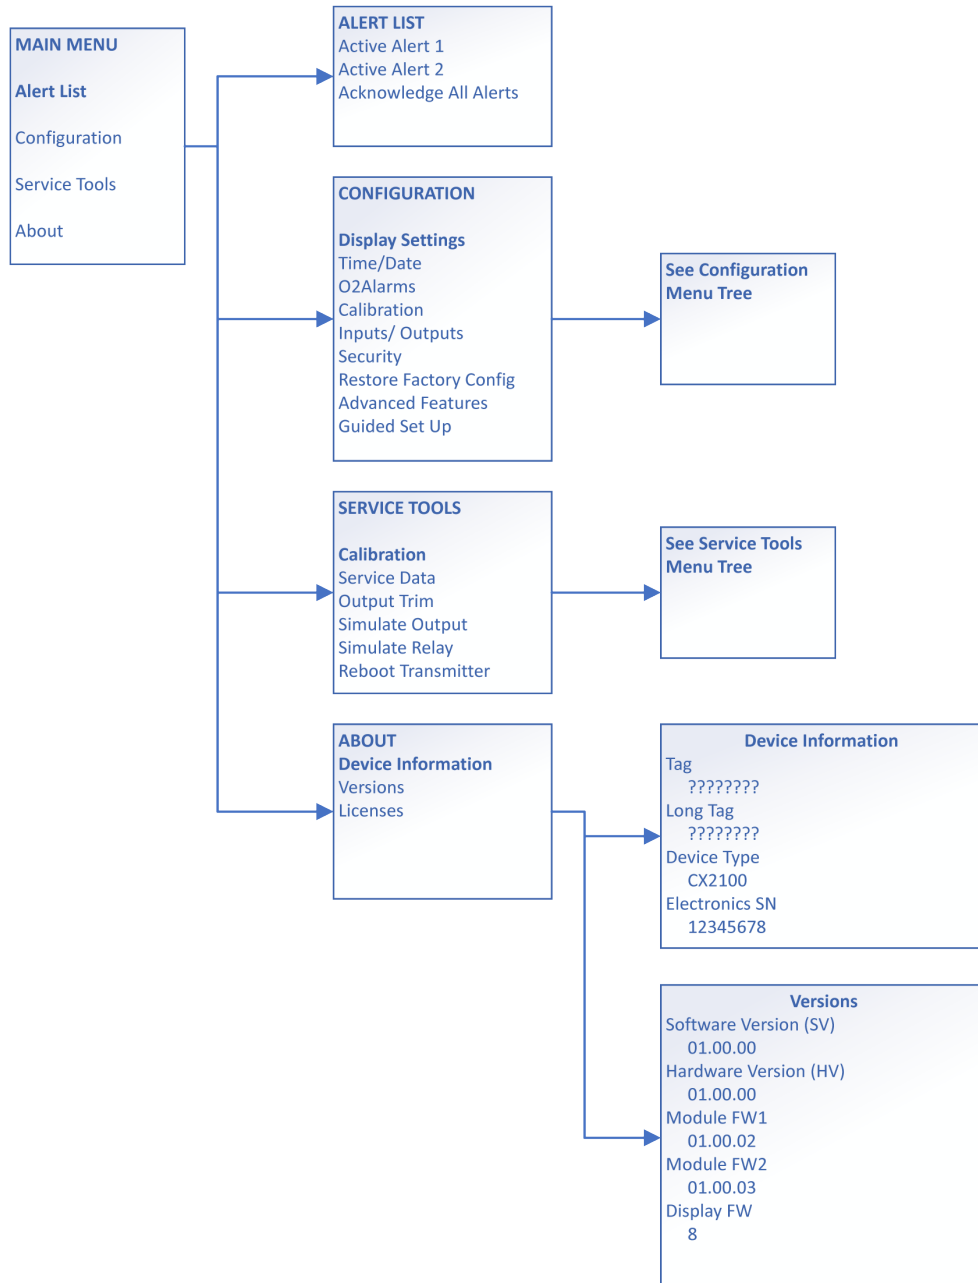 MAIN MENU
Alert List
Configuration
Service Tools
About
ALERT LIST
Active Alert 1
Active Alert 2
Acknowledge All Alerts
CONFIGURATION
Display Settings
Time/Date
O2Alarms
Calibration
Inputs/ Outputs
Security
Restore Factory Config
Advanced Features
Guided Set Up
See Configuration
Menu Tree
SERVICE TOOLS
Calibration
Service Data
Output Trim
Simulate Output
Simulate Relay
Reboot Transmitter
See Service Tools
Menu Tree
ABOUT
Device Information
Versions
Licenses
Device Information
Tag
????????
Long Tag
????????
Device Type
CX2100
Electronics SN
12345678
Versions
Software Version (SV)
01.00.00
Hardware Version (HV)
01.00.00
Module FW1
01.00.02
Module FW2
01.00.03
Display FW
8